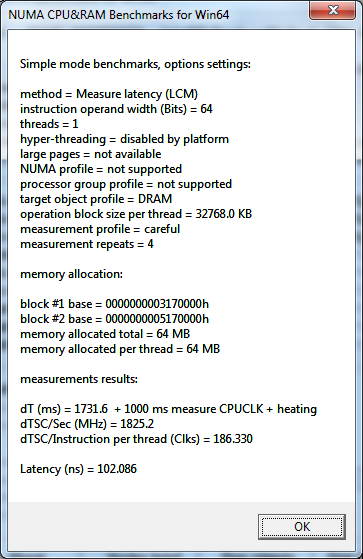 NUMA CPU&RAM Benchmarks for Win64
Simple mode benchmarks, options settings:
method = Measure latency (LCM)
instruction operand width (Bits) = 64
threads = 1
hyper-threading = disabled by platform
large pages = not available
NUMA profile = not supported
processor group profile = not supported
target object profile = DRAM
operation block size per thread = 32768.0 KB
measurement profile = careful
measurement repeats = 4
memory allocation:
block #1 base = 0000000003170000h
block #2 base = 0000000005170000h
memory allocated total = 64 MB
memory allocated per thread = 64 MB
measurements results:
dT (ms) = 1731.6  + 1000 ms measure CPUCLK + heating
dTSC/Sec (MHz) = 1825.2
dTSC/Instruction per thread (Clks) = 186.330
Latency (ns) = 102.086
OK